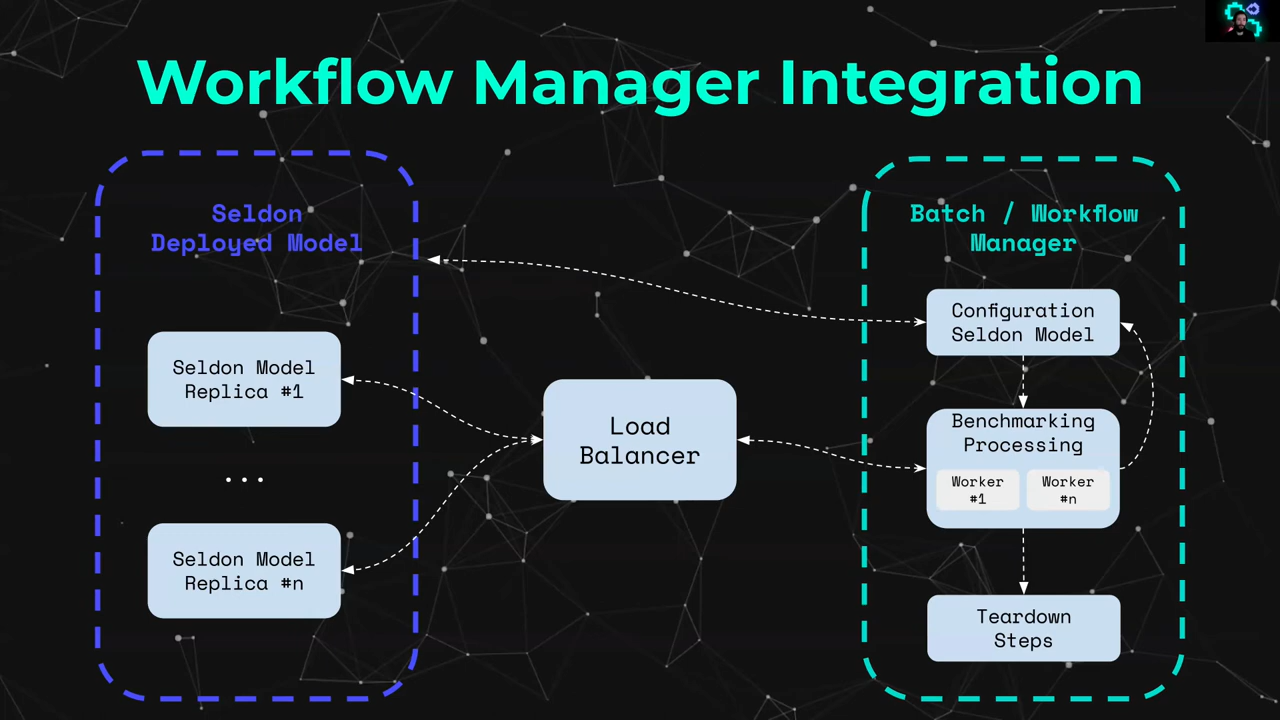 Workflow Manager Integration
Seldon
Deployed Model
Seldon Model
Replica #1
...
Seldon Model
Replica #n
Load
Balancer
Batch / Workflow
Manager
Configuration
Seldon Model
Benchmarking
Processing
Worker
#1
Worker
#n
Teardown
Steps